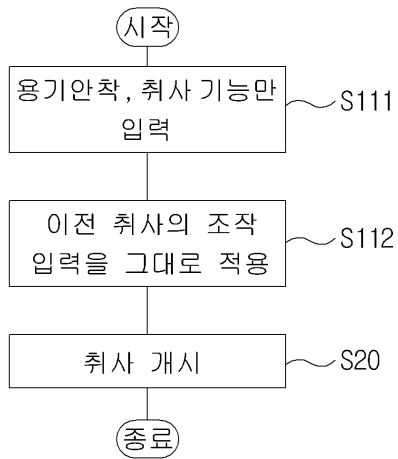 시작
용기안착, 취사 기능만
입력
S111
이전 취사의 조작
입력을 그대로 적용
S112
취사 개시
S20
종료